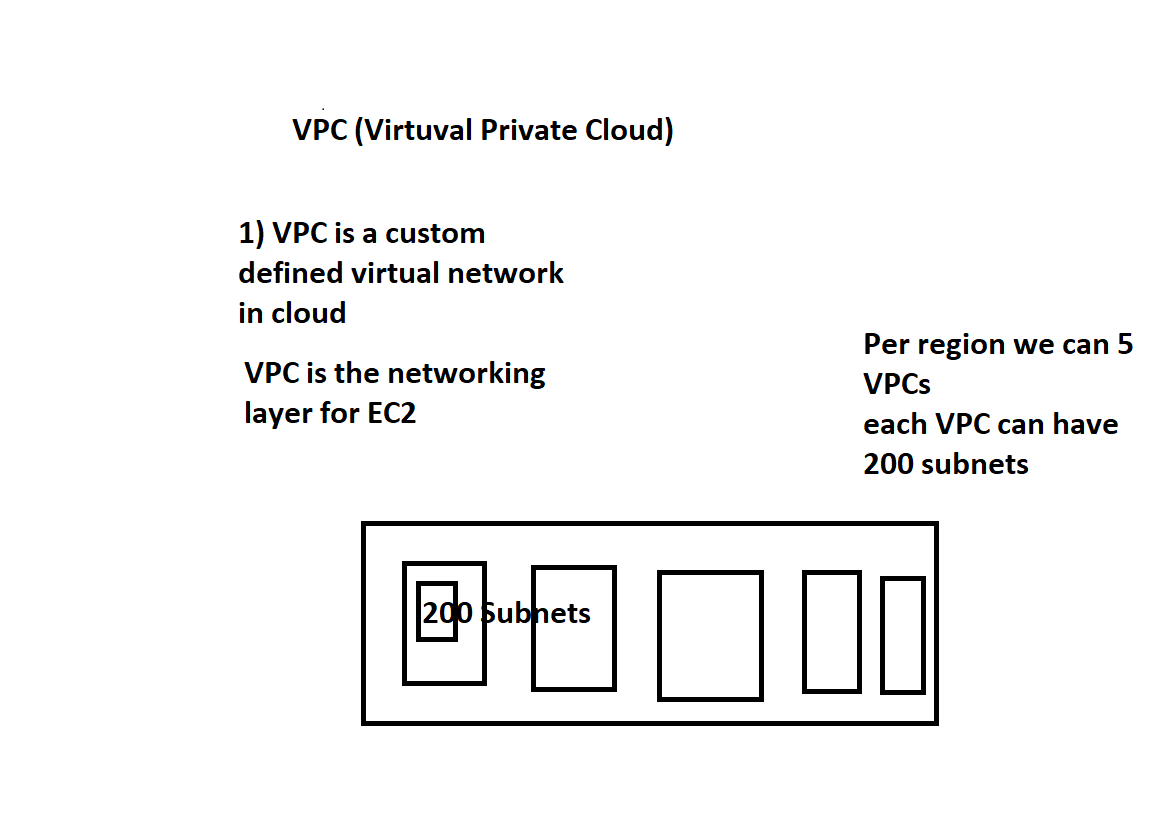 VPC (Virtuval Private Cloud)
1) VPC is a custom
defined virtual network
in cloud
VPC is the networking
layer for EC2
Per region we can 5
VPCs
each VPC can have
200 subnets
200 Subnets